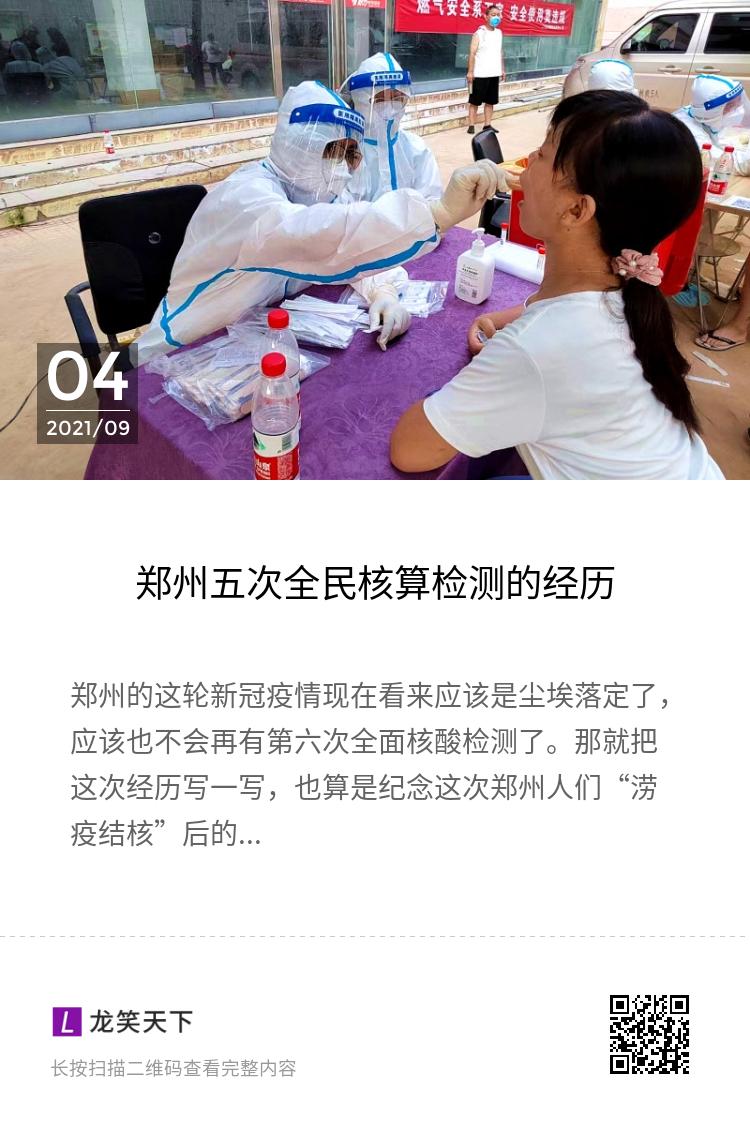 燃气安全系万家 安全使用靠连瑞
04
2021/09
郑州五次全民核算检测的经历
郑州的这轮新冠疫情现在看来应该是尘埃落定了，
应该也不会再有第六次全面核酸检测了。那就把
这次经历写一写，也算是纪念这次郑州人们“涝
疫结核”后的...
L 龙笑天下
长按扫描二维码查看完整内容